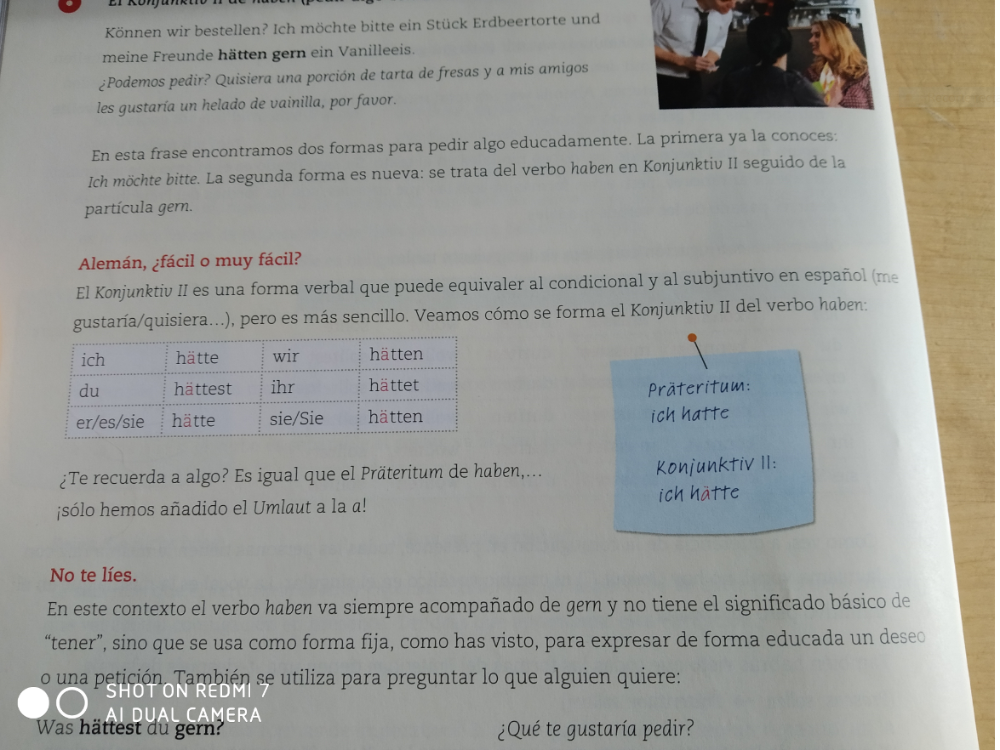 El Konjunktiv II de haben
Können wir bestellen? Ich möchte bitte ein Stück Erdbeertorte und
meine Freunde hätten gern ein Vanilleeis.
¿Podemos pedir? Quisiera una porción de tarta de fresas y a mis amigos
les gustaría un helado de vainilla, por favor.
En esta frase encontramos dos formas para pedir algo educadamente. La primera ya la conoces:
Ich möchte bitte. La segunda forma es nueva: se trata del verbo haben en Konjunktiv II seguido de la
partícula gern.
Alemán, ¿fácil o muy fácil?
El Konjunktiv II es una forma verbal que puede equivaler al condicional y al subjuntivo en español (me
gustaría/quisiera...), pero es más sencillo. Veamos cómo se forma el Konjunktiv II del verbo haben:
ich hätte wir hätten
du hättest ihr hättet
er/es/sie hätte sie/Sie hätten
Präteritum:
ich hatte
Konjunktiv II:
ich hätte
¿Te recuerda a algo? Es igual que el Präteritum de haben,...
¡sólo hemos añadido el Umlaut a la a!
No te líes.
En este contexto el verbo haben va siempre acompañado de gern y no tiene el significado básico de
“tener”, sino que se usa como forma fija, como has visto, para expresar de forma educada un deseo
o una petición. También se utiliza para preguntar lo que alguien quiere:
Was hättest du gern? ¿Qué te gustaría pedir?
SHOT ON REDMI 7
AI DUAL CAMERA